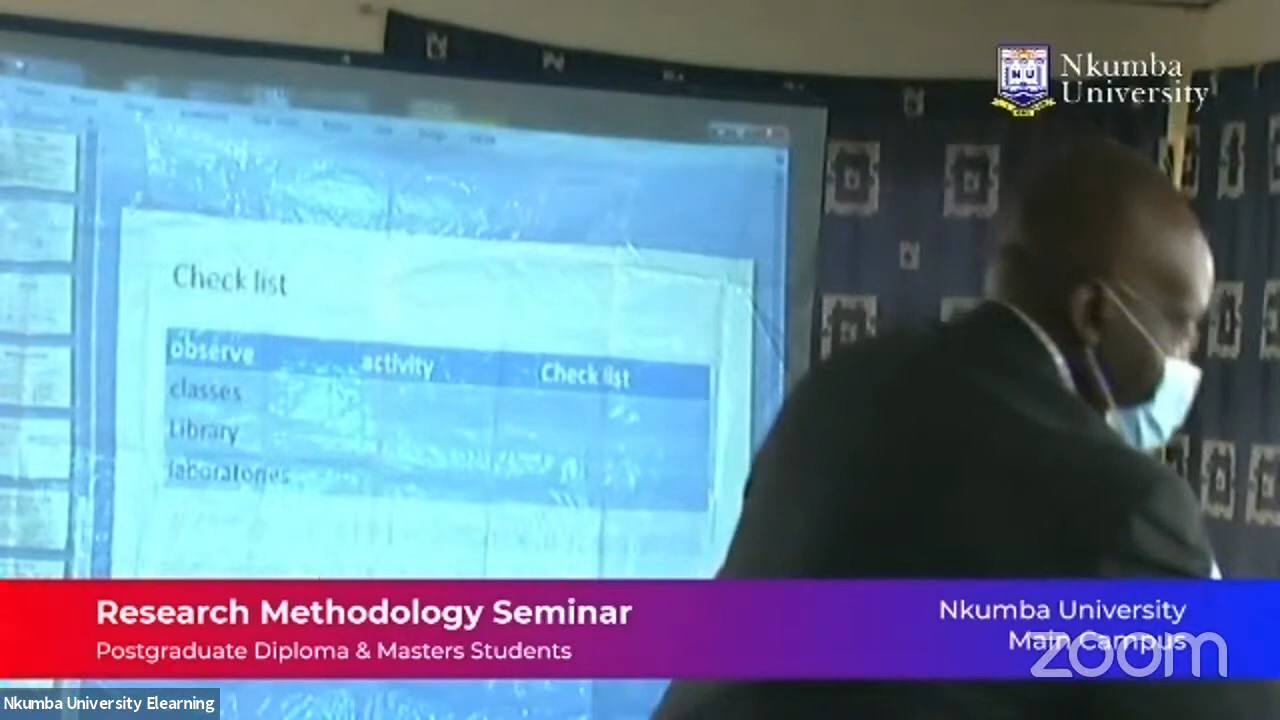 Nkumba
University
NU
Check list
observe activity Check list
classes
Library
laboratories
Research Methodology Seminar
Postgraduate Diploma & Masters Students
Nkumba University
Main Campus
zoom
Nkumba University Elearning